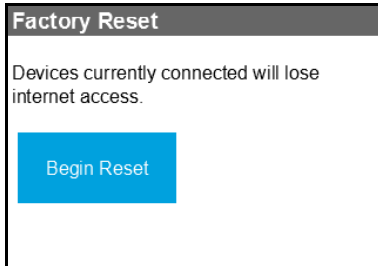 Factory Reset
Devices currently connected will lose
internet access.
Begin Reset